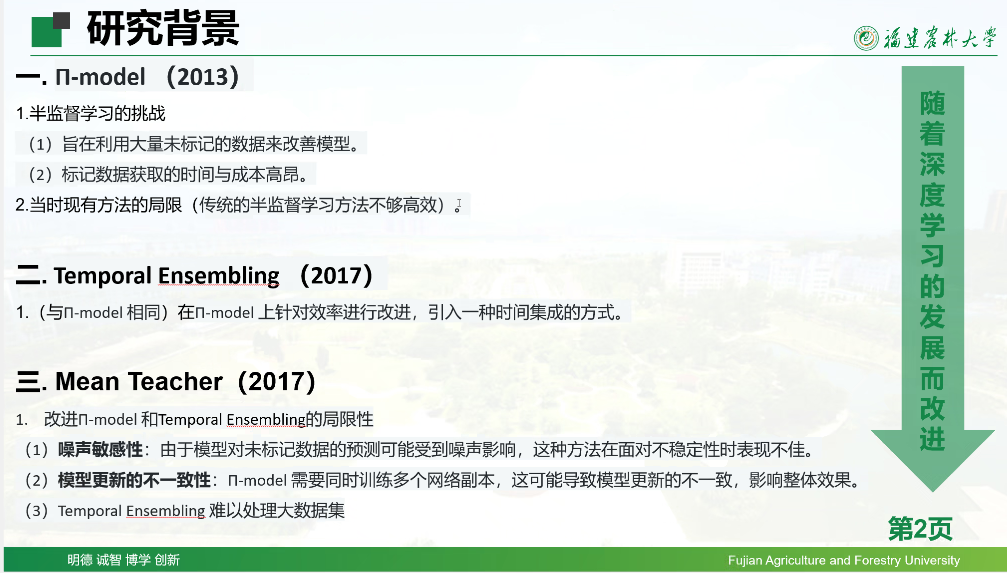 研究背景
福建农林大学
一. Π-model （2013）
1.半监督学习的挑战
（1）旨在利用大量未标记的数据来改善模型。
（2）标记数据获取的时间与成本高昂。
2.当时现有方法的局限（传统的半监督学习方法不够高效）。
二. Temporal Ensembling （2017）
1.（与Π-model 相同）在Π-model 上针对效率进行改进，引入一种时间集成的方式。
三. Mean Teacher（2017）
1. 改进Π-model 和Temporal Ensembling的局限性
（1）噪声敏感性：由于模型对未标记数据的预测可能受到噪声影响，这种方法在面对不稳定性时表现不佳。
（2）模型更新的不一致性：Π-model 需要同时训练多个网络副本，这可能导致模型更新的不一致，影响整体效果。
（3）Temporal Ensembling 难以处理大数据集
随着深度学习的发展而改进
第2页
明德 诚智 博学 创新
Fujian Agriculture and Forestry University